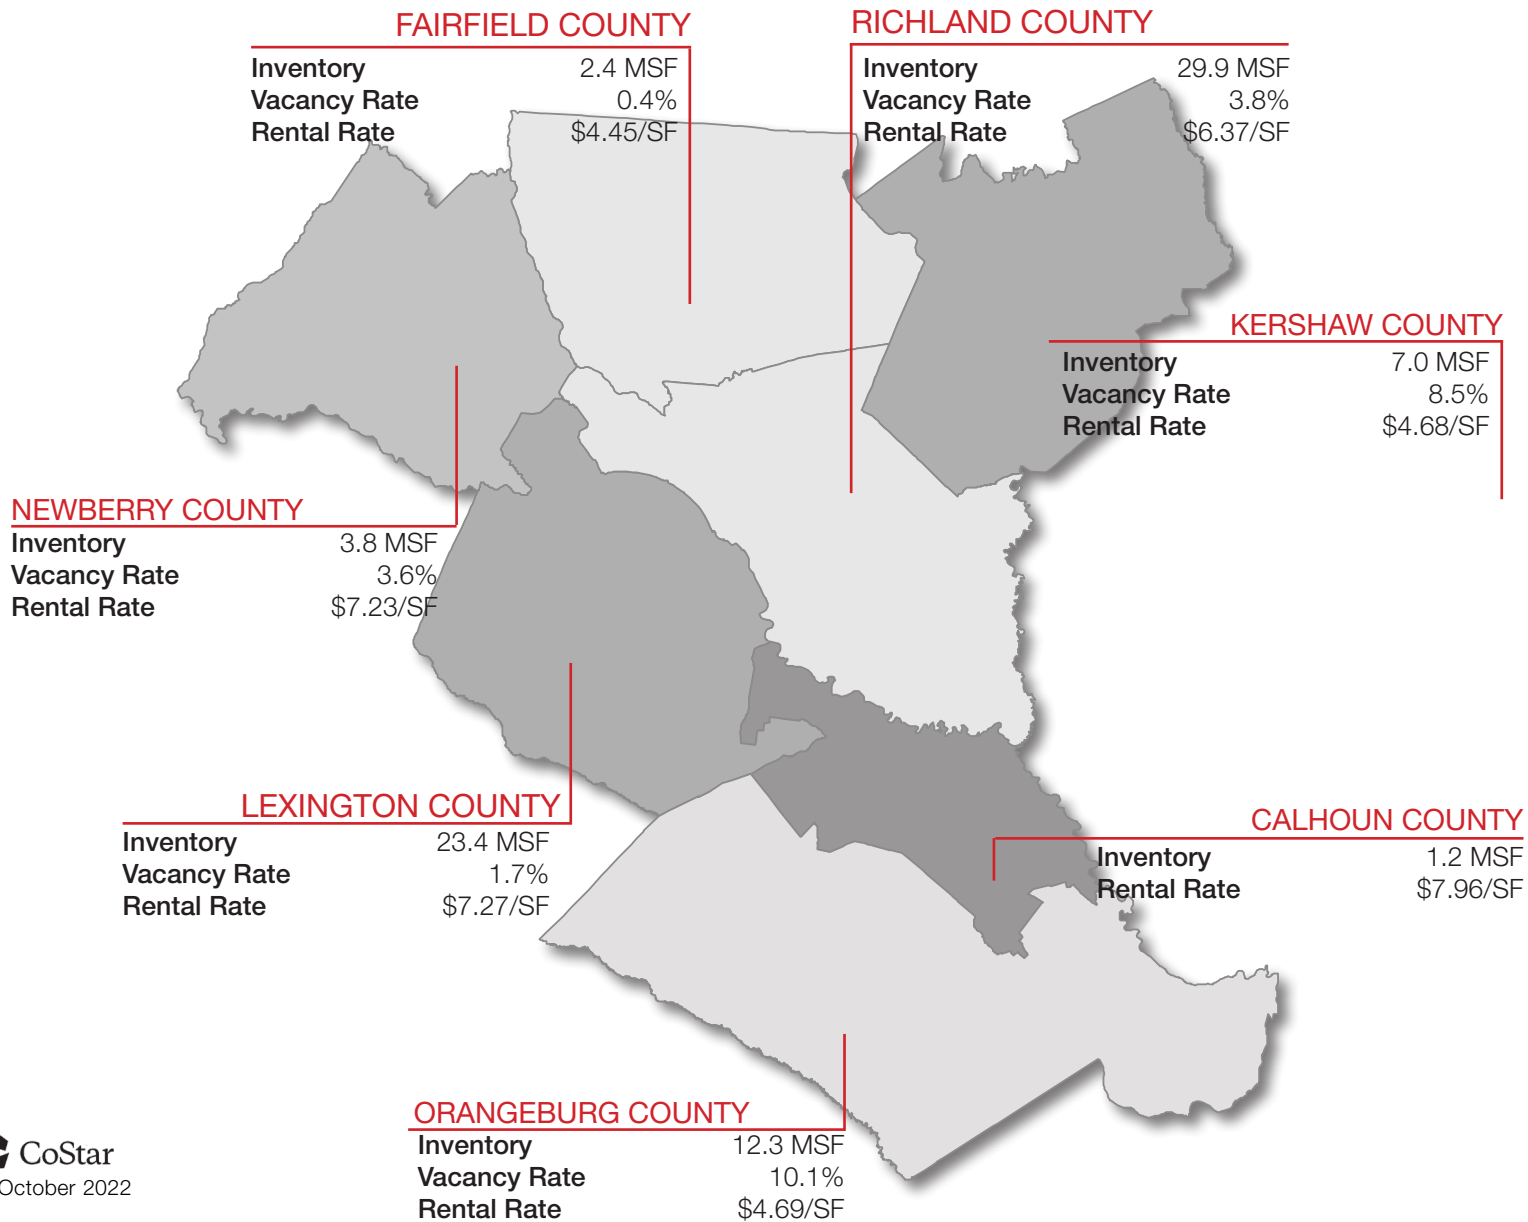 FAIRFIELD COUNTY
Inventory 2.4 MSF
Vacancy Rate 0.4%
Rental Rate $4.45/SF
RICHLAND COUNTY
Inventory 29.9 MSF
Vacancy Rate 3.8%
Rental Rate $6.37/SF
KERSHAW COUNTY
Inventory 7.0 MSF
Vacancy Rate 8.5%
Rental Rate $4.68/SF
NEWBERRY COUNTY
Inventory 3.8 MSF
Vacancy Rate 3.6%
Rental Rate $7.23/SF
LEXINGTON COUNTY
Inventory 23.4 MSF
Vacancy Rate 1.7%
Rental Rate $7.27/SF
CALHOUN COUNTY
Inventory 1.2 MSF
Rental Rate $7.96/SF
ORANGEBURG COUNTY
Inventory 12.3 MSF
Vacancy Rate 10.1%
Rental Rate $4.69/SF
CoStar
October 2022